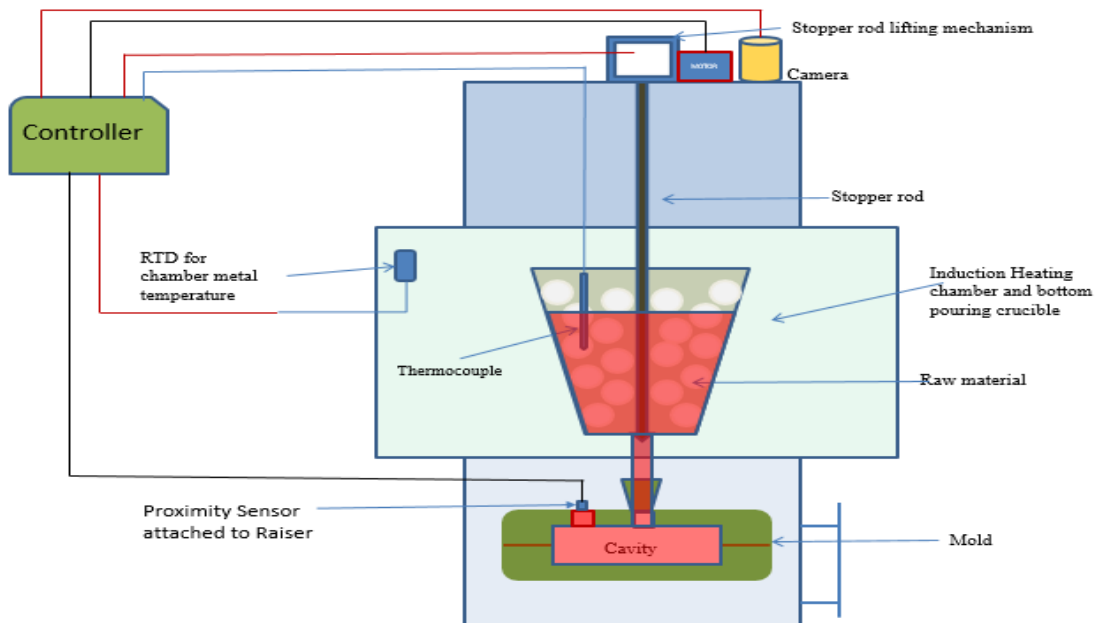 Stopper rod lifting mechanism
MOTOR
Camera
Controller
Stopper rod
RTD for
chamber metal
temperature
Induction Heating
chamber and bottom
pouring crucible
Thermocouple
Raw material
Proximity Sensor
attached to Raiser
Cavity
Mold